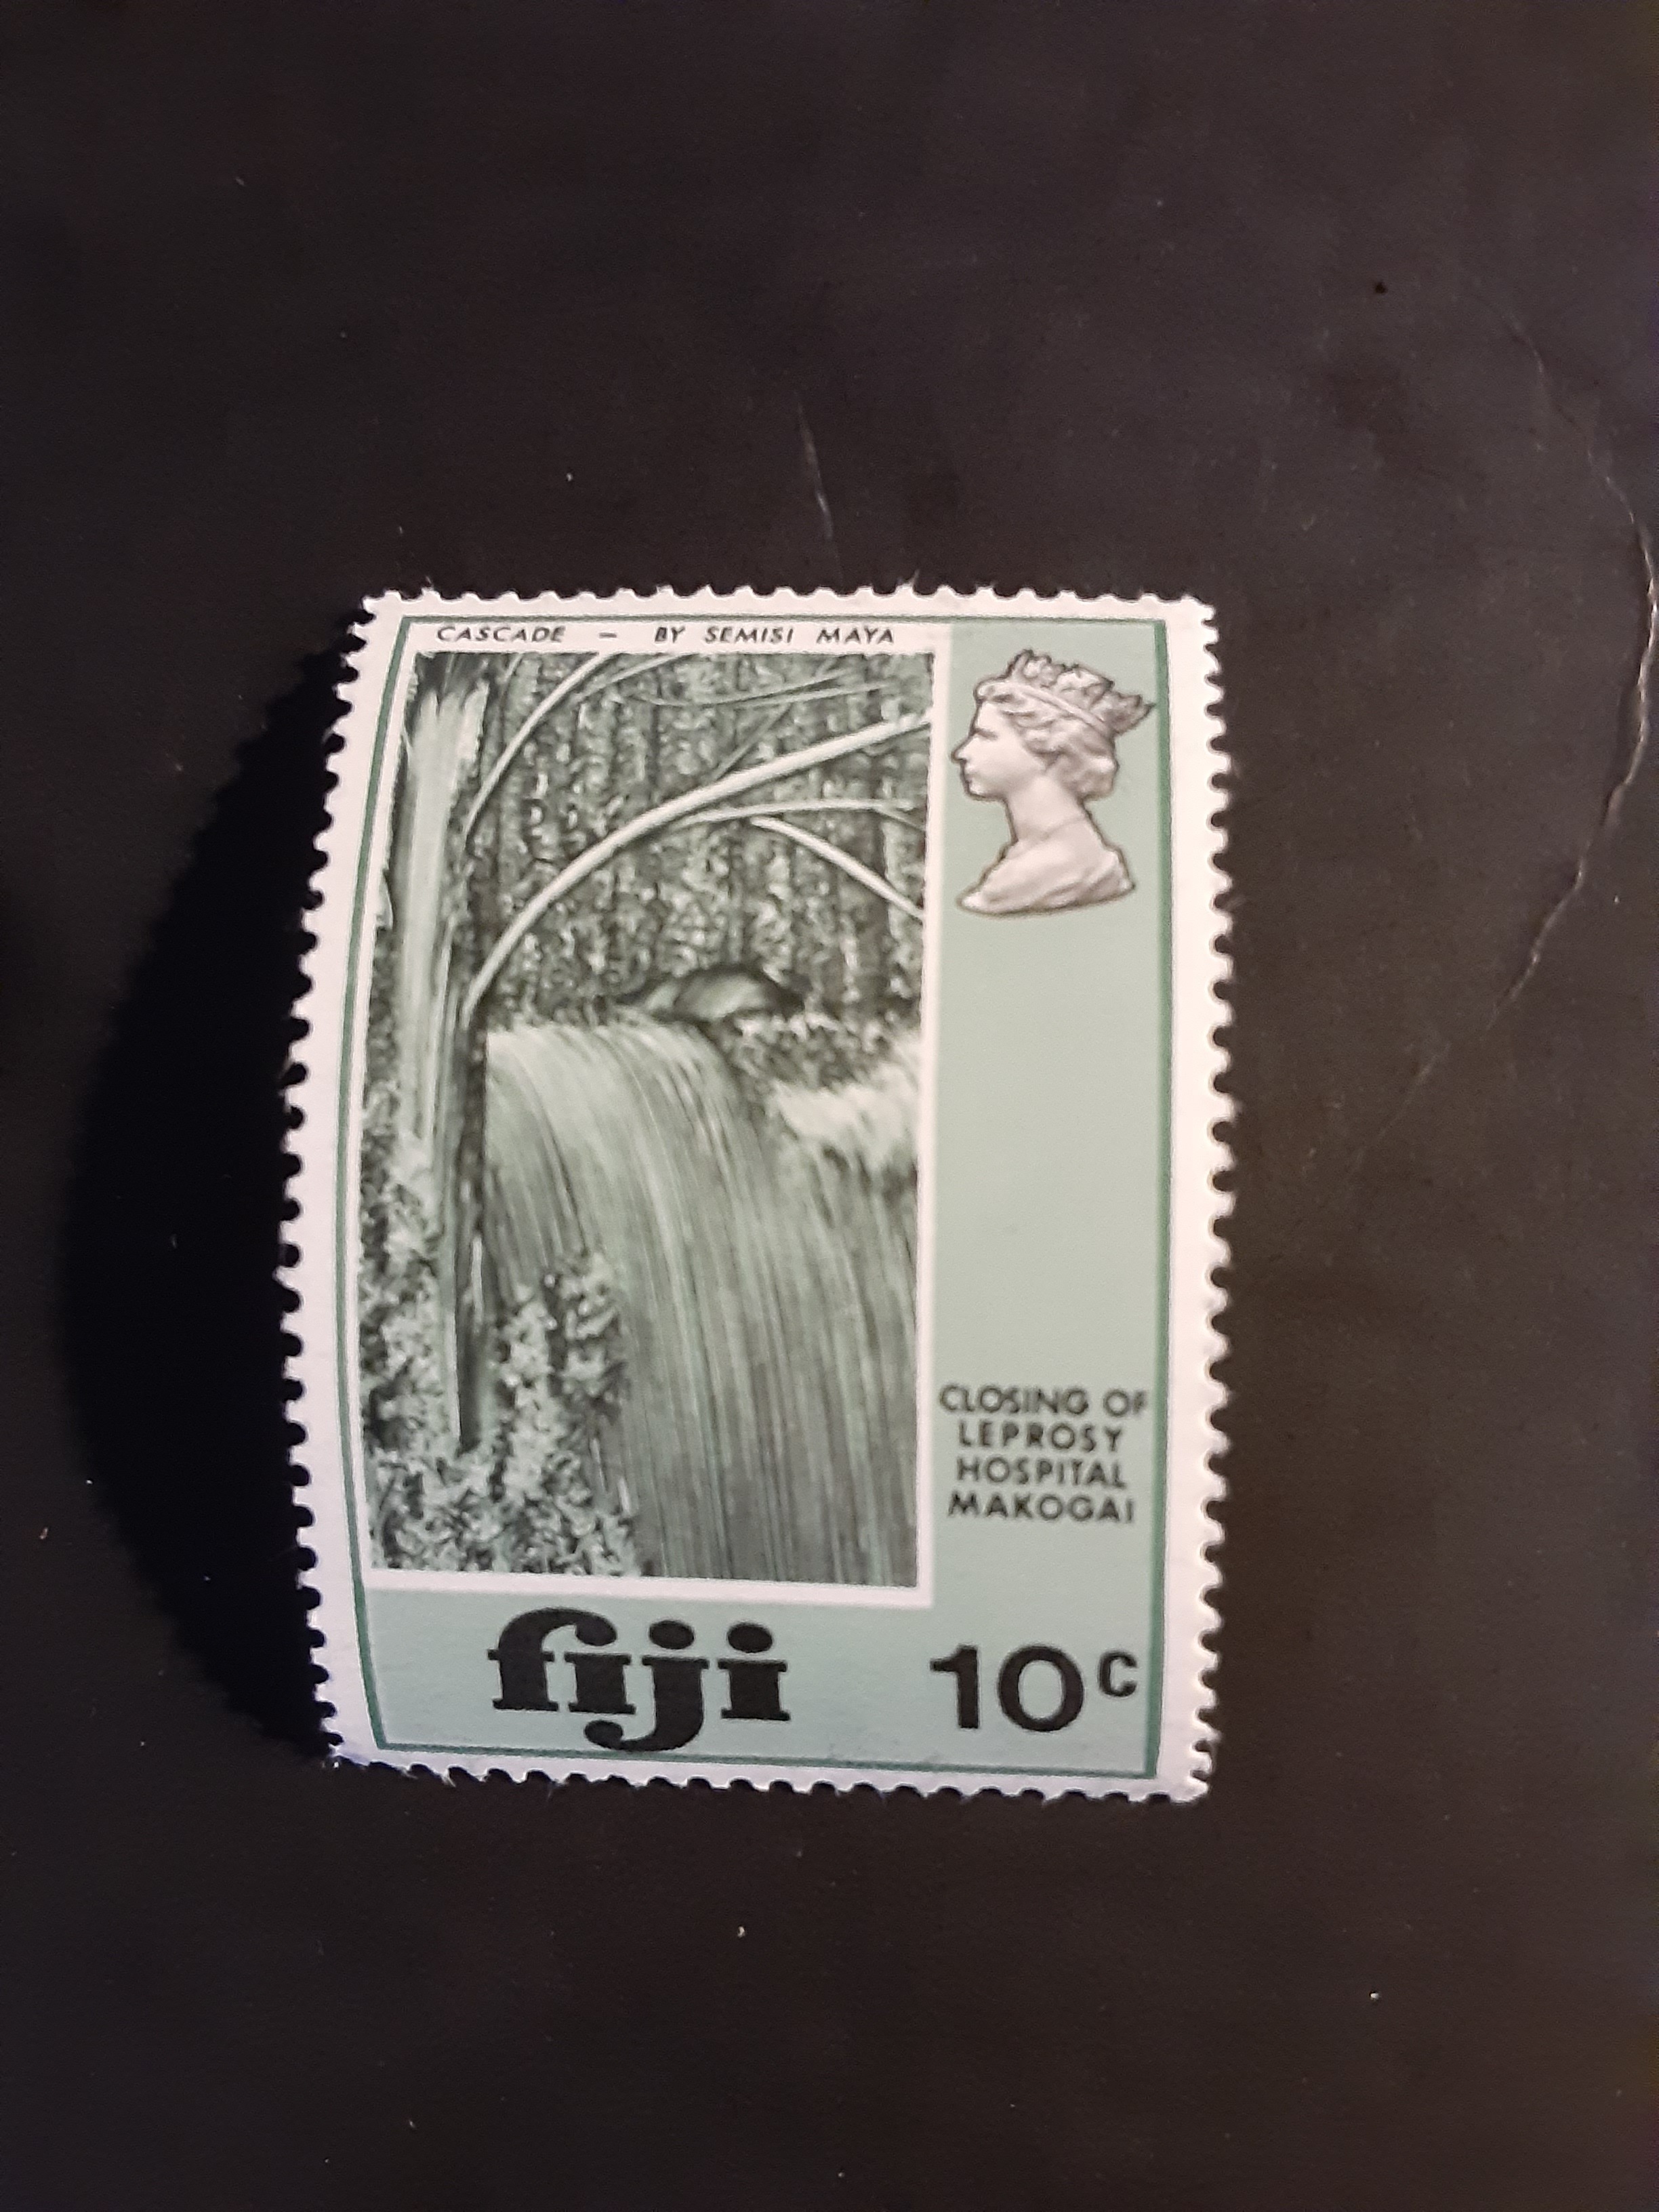 CASCADE – BY SEMISI MAYA
CLOSING OF
LEPROSY
HOSPITAL
MAKOGAI
fiji 10c